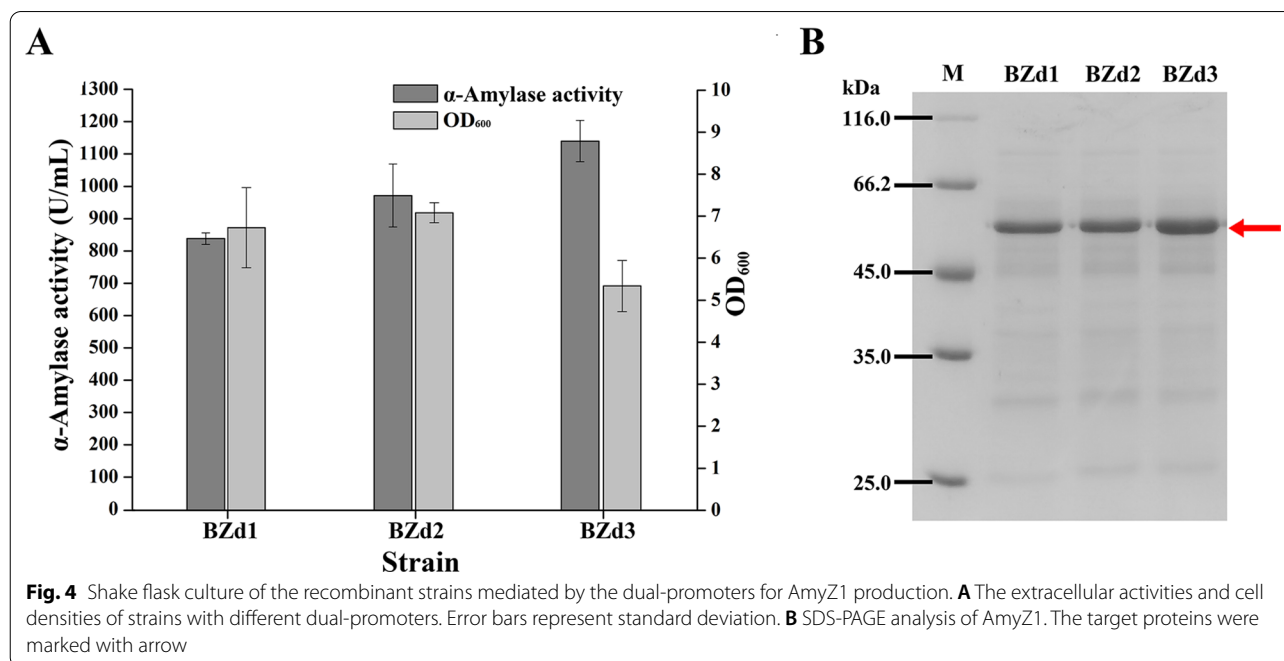 A
α-Amylase activity
OD₆₀₀
1300
1200
1100
1000
900
800
700
600
500
400
300
200
100
0
α-Amylase activity (U/mL)
10
9
8
7
6
5
4
3
2
1
0
OD₆₀₀
BZd1 BZd2 BZd3
Strain
B
M BZd1 BZd2 BZd3
kDa
116.0
66.2
45.0
35.0
25.0
Fig. 4 Shake flask culture of the recombinant strains mediated by the dual-promoters for AmyZ1 production. A The extracellular activities and cell
densities of strains with different dual-promoters. Error bars represent standard deviation. B SDS-PAGE analysis of AmyZ1. The target proteins were
marked with arrow